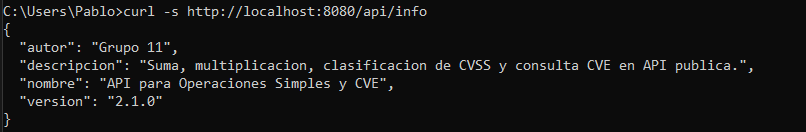 C:\Users\Pablo>curl -s http://localhost:8080/api/info
{
  "autor": "Grupo 11",
  "descripcion": "Suma, multiplicacion, clasificacion de CVSS y consulta CVE en API publica.",
  "nombre": "API para Operaciones Simples y CVE",
  "version": "2.1.0"
}